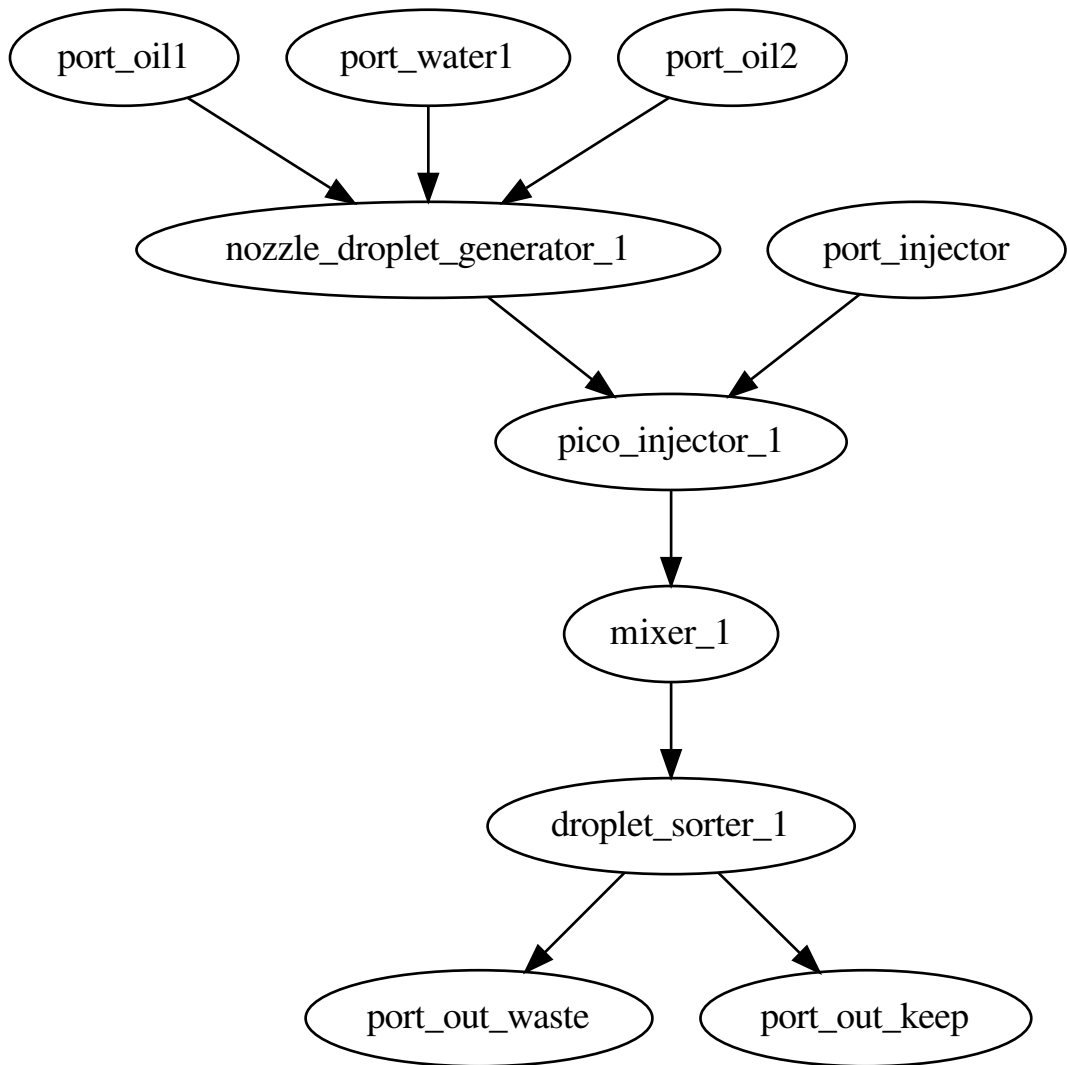 port_oil1
port_water1
port_oil2
nozzle_droplet_generator_1
port_injector
pico_injector_1
mixer_1
droplet_sorter_1
port_out_waste
port_out_keep